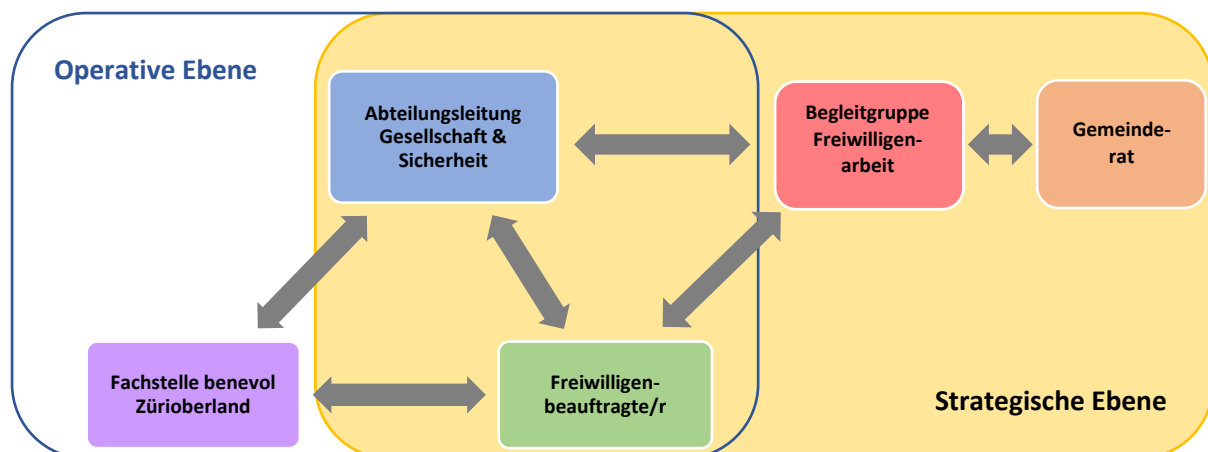 Operative Ebene
Abteilungsleitung
Gesellschaft &
Sicherheit
Begleitgruppe
Freiwilligen-
arbeit
Gemeinde-
rat
Fachstelle benevol
Zürioberland
Freiwilligen-
beauftragte/r
Strategische Ebene